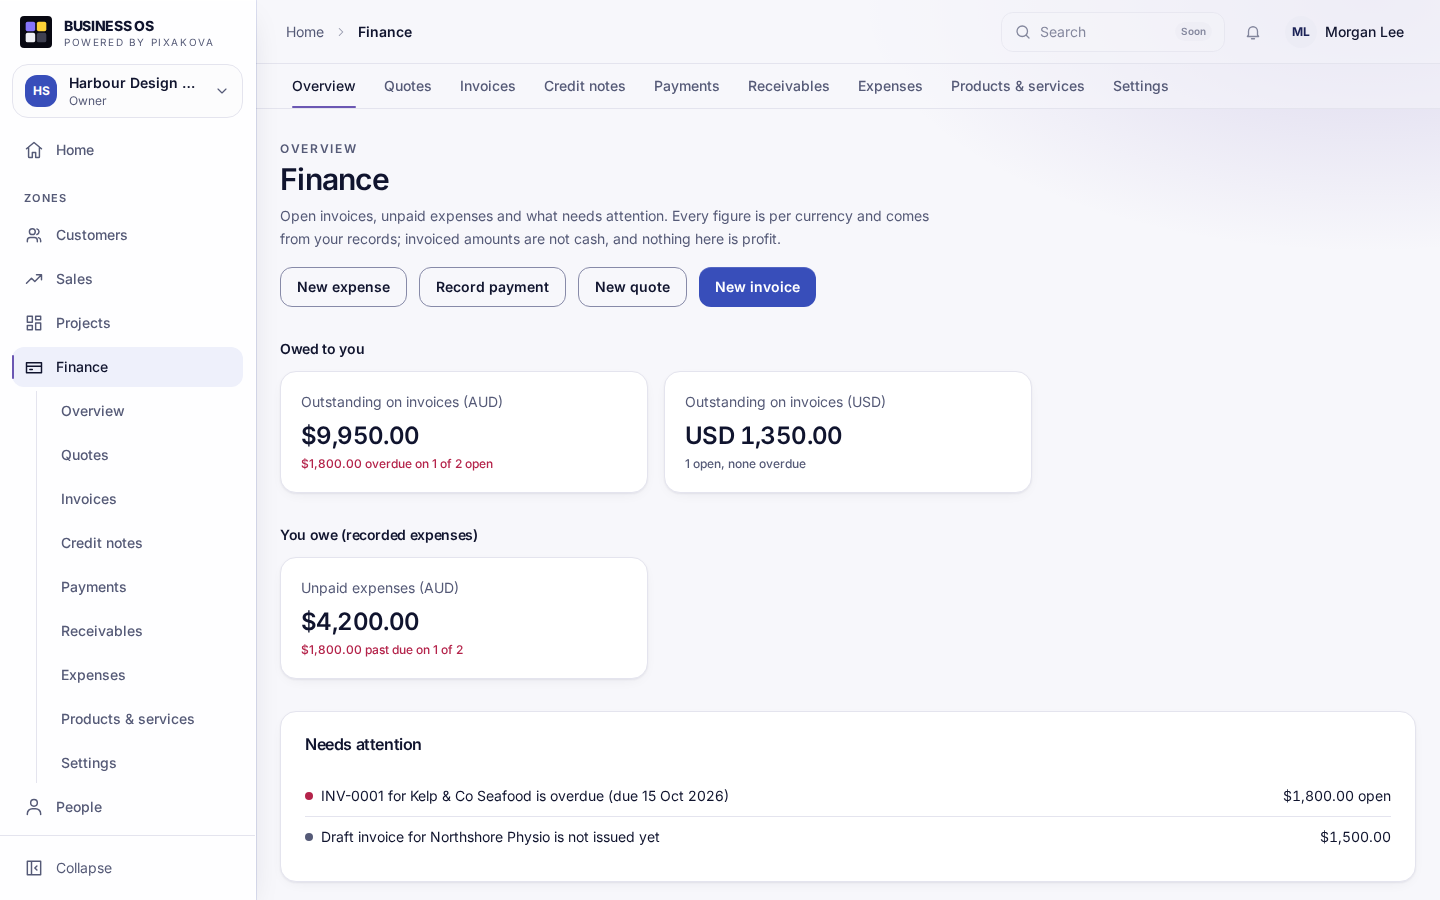 BUSINESS OS
POWERED BY PIXAKOVA
HS
Harbour Design ...
Owner
Home
ZONES
Customers
Sales
Projects
Finance
Overview
Quotes
Invoices
Credit notes
Payments
Receivables
Expenses
Products & services
Settings
People
Collapse
Home
Finance
Search
Soon
ML
Morgan Lee
Overview
Quotes
Invoices
Credit notes
Payments
Receivables
Expenses
Products & services
Settings
OVERVIEW
Finance
Open invoices, unpaid expenses and what needs attention. Every figure is per currency and comes
from your records; invoiced amounts are not cash, and nothing here is profit.
New expense
Record payment
New quote
New invoice
Owed to you
Outstanding on invoices (AUD)
$9,950.00
$1,800.00 overdue on 1 of 2 open
Outstanding on invoices (USD)
USD 1,350.00
1 open, none overdue
You owe (recorded expenses)
Unpaid expenses (AUD)
$4,200.00
$1,800.00 past due on 1 of 2
Needs attention
INV-0001 for Kelp & Co Seafood is overdue (due 15 Oct 2026)
$1,800.00 open
Draft invoice for Northshore Physio is not issued yet
$1,500.00